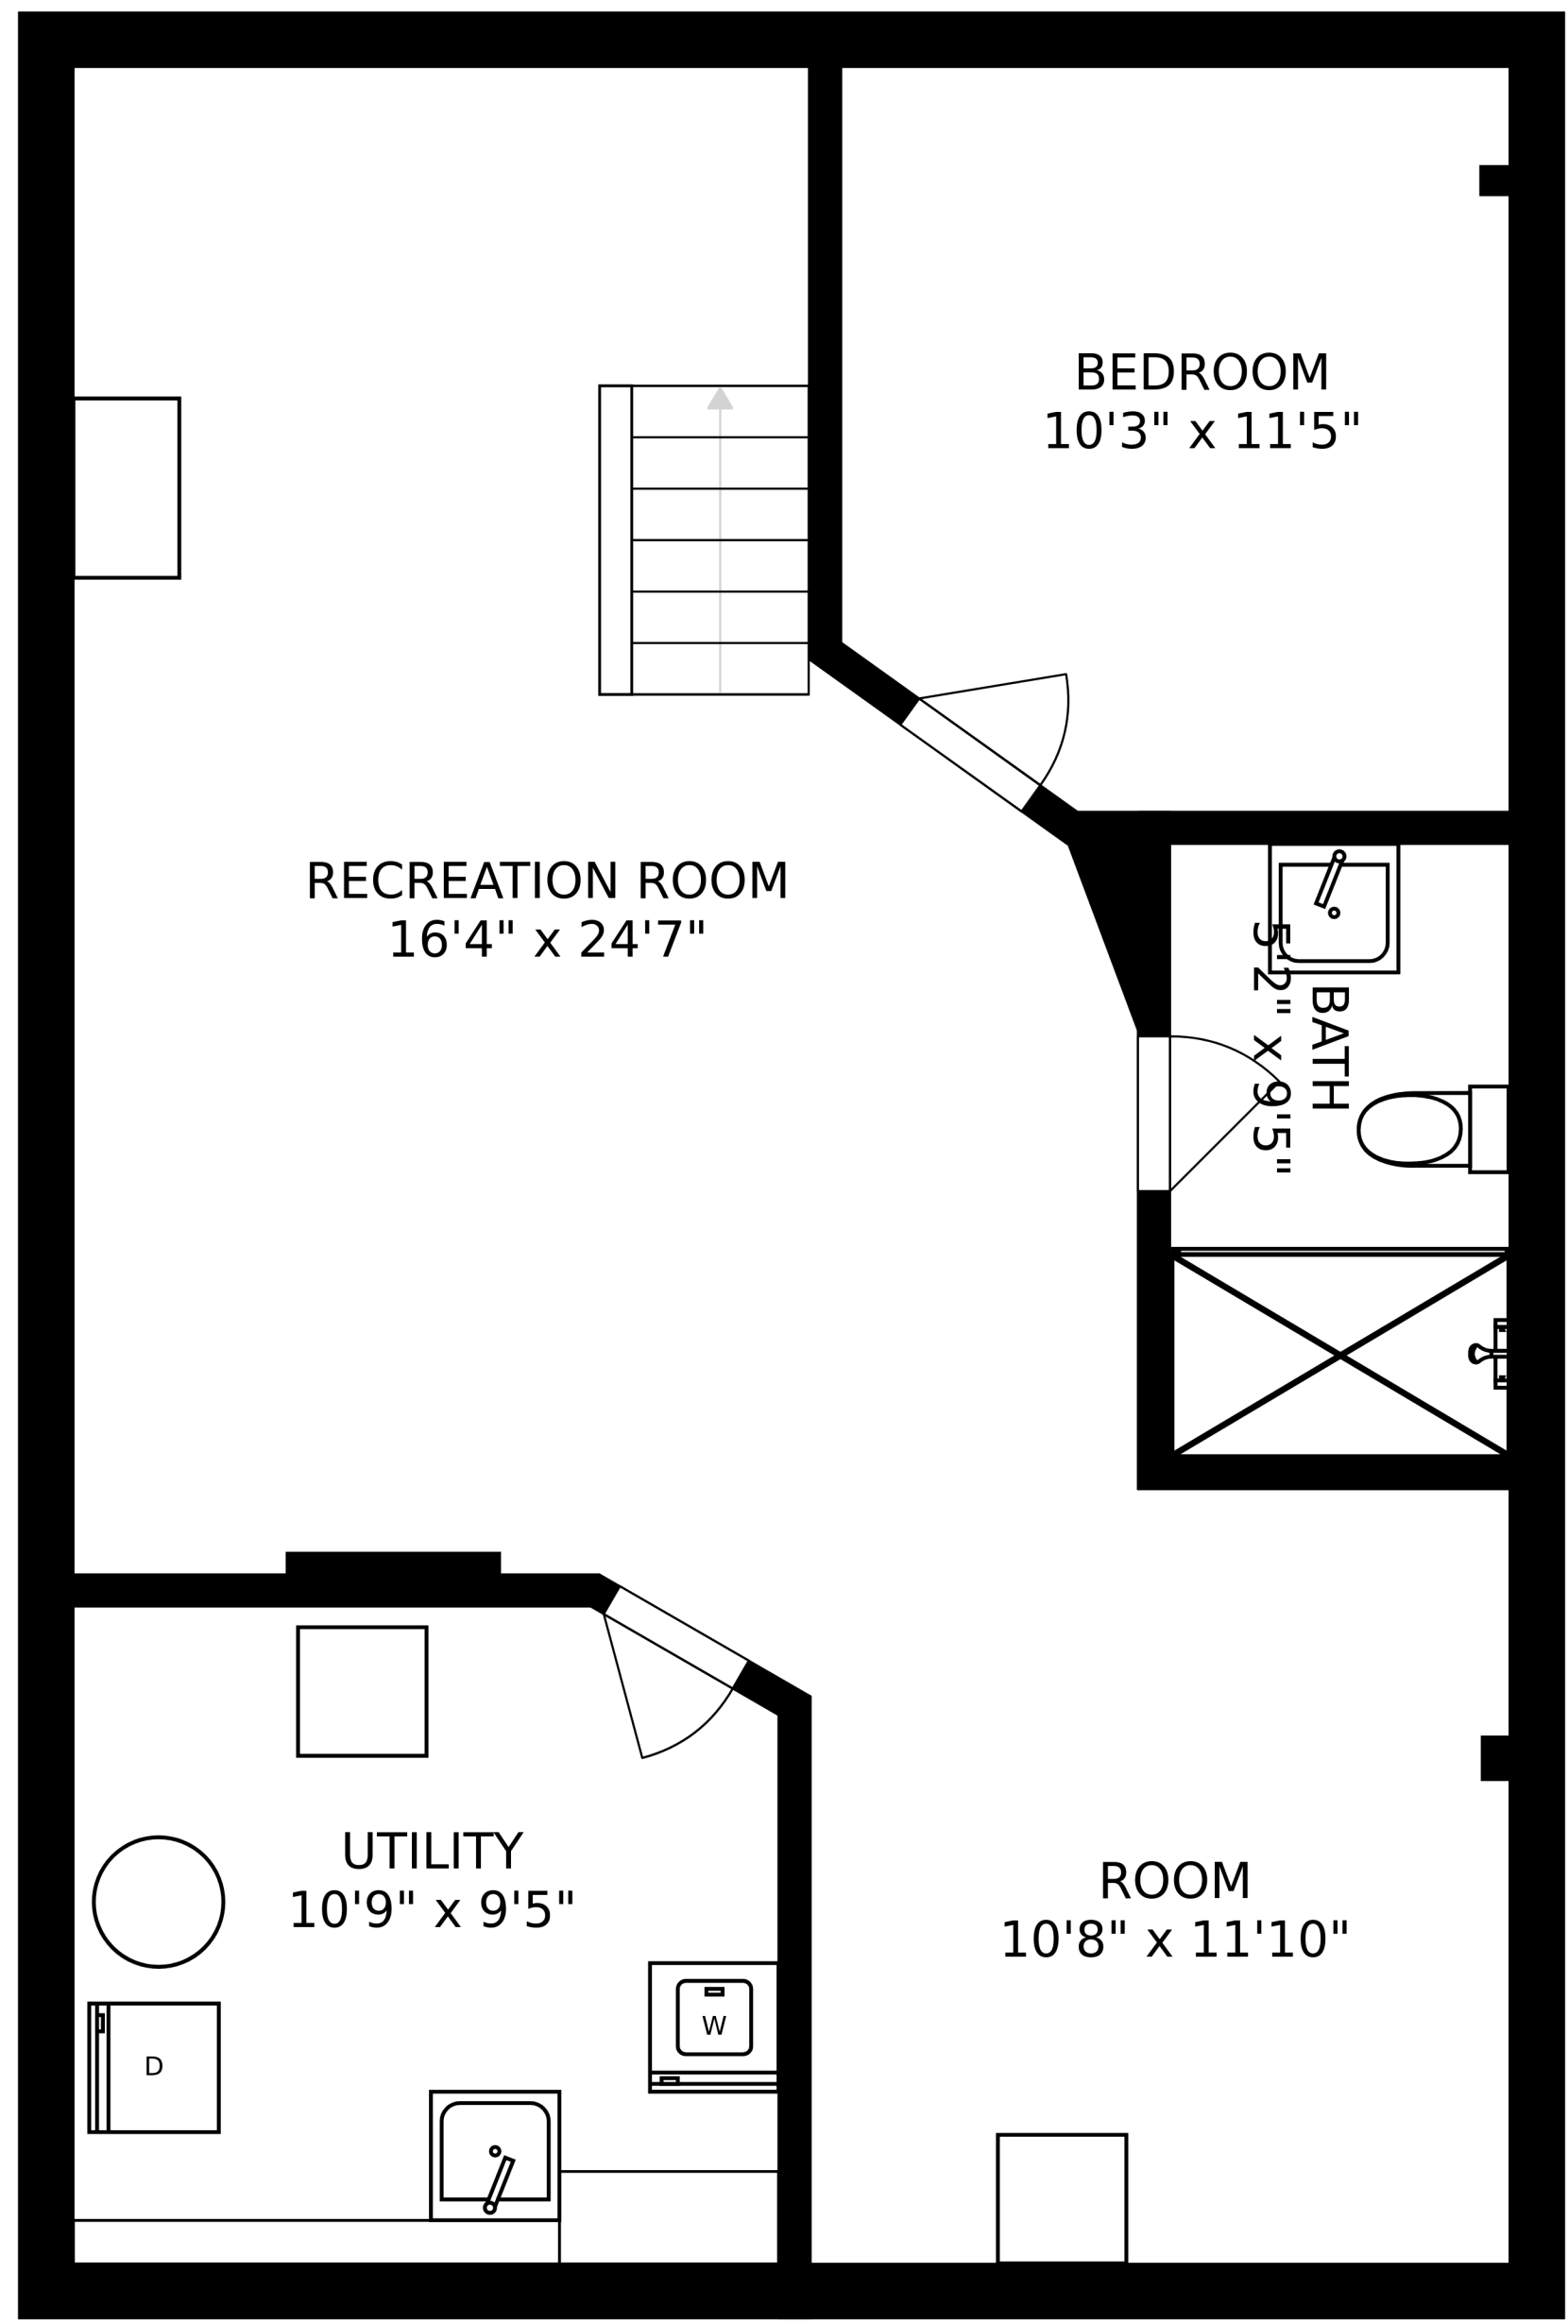 BEDROOM
10'3" x 11'5"
RECREATION ROOM
16'4" x 24'7"
BATH
5'2" x 9'5"
UTILITY
10'9" x 9'5"
ROOM
10'8" x 11'10"
W
D